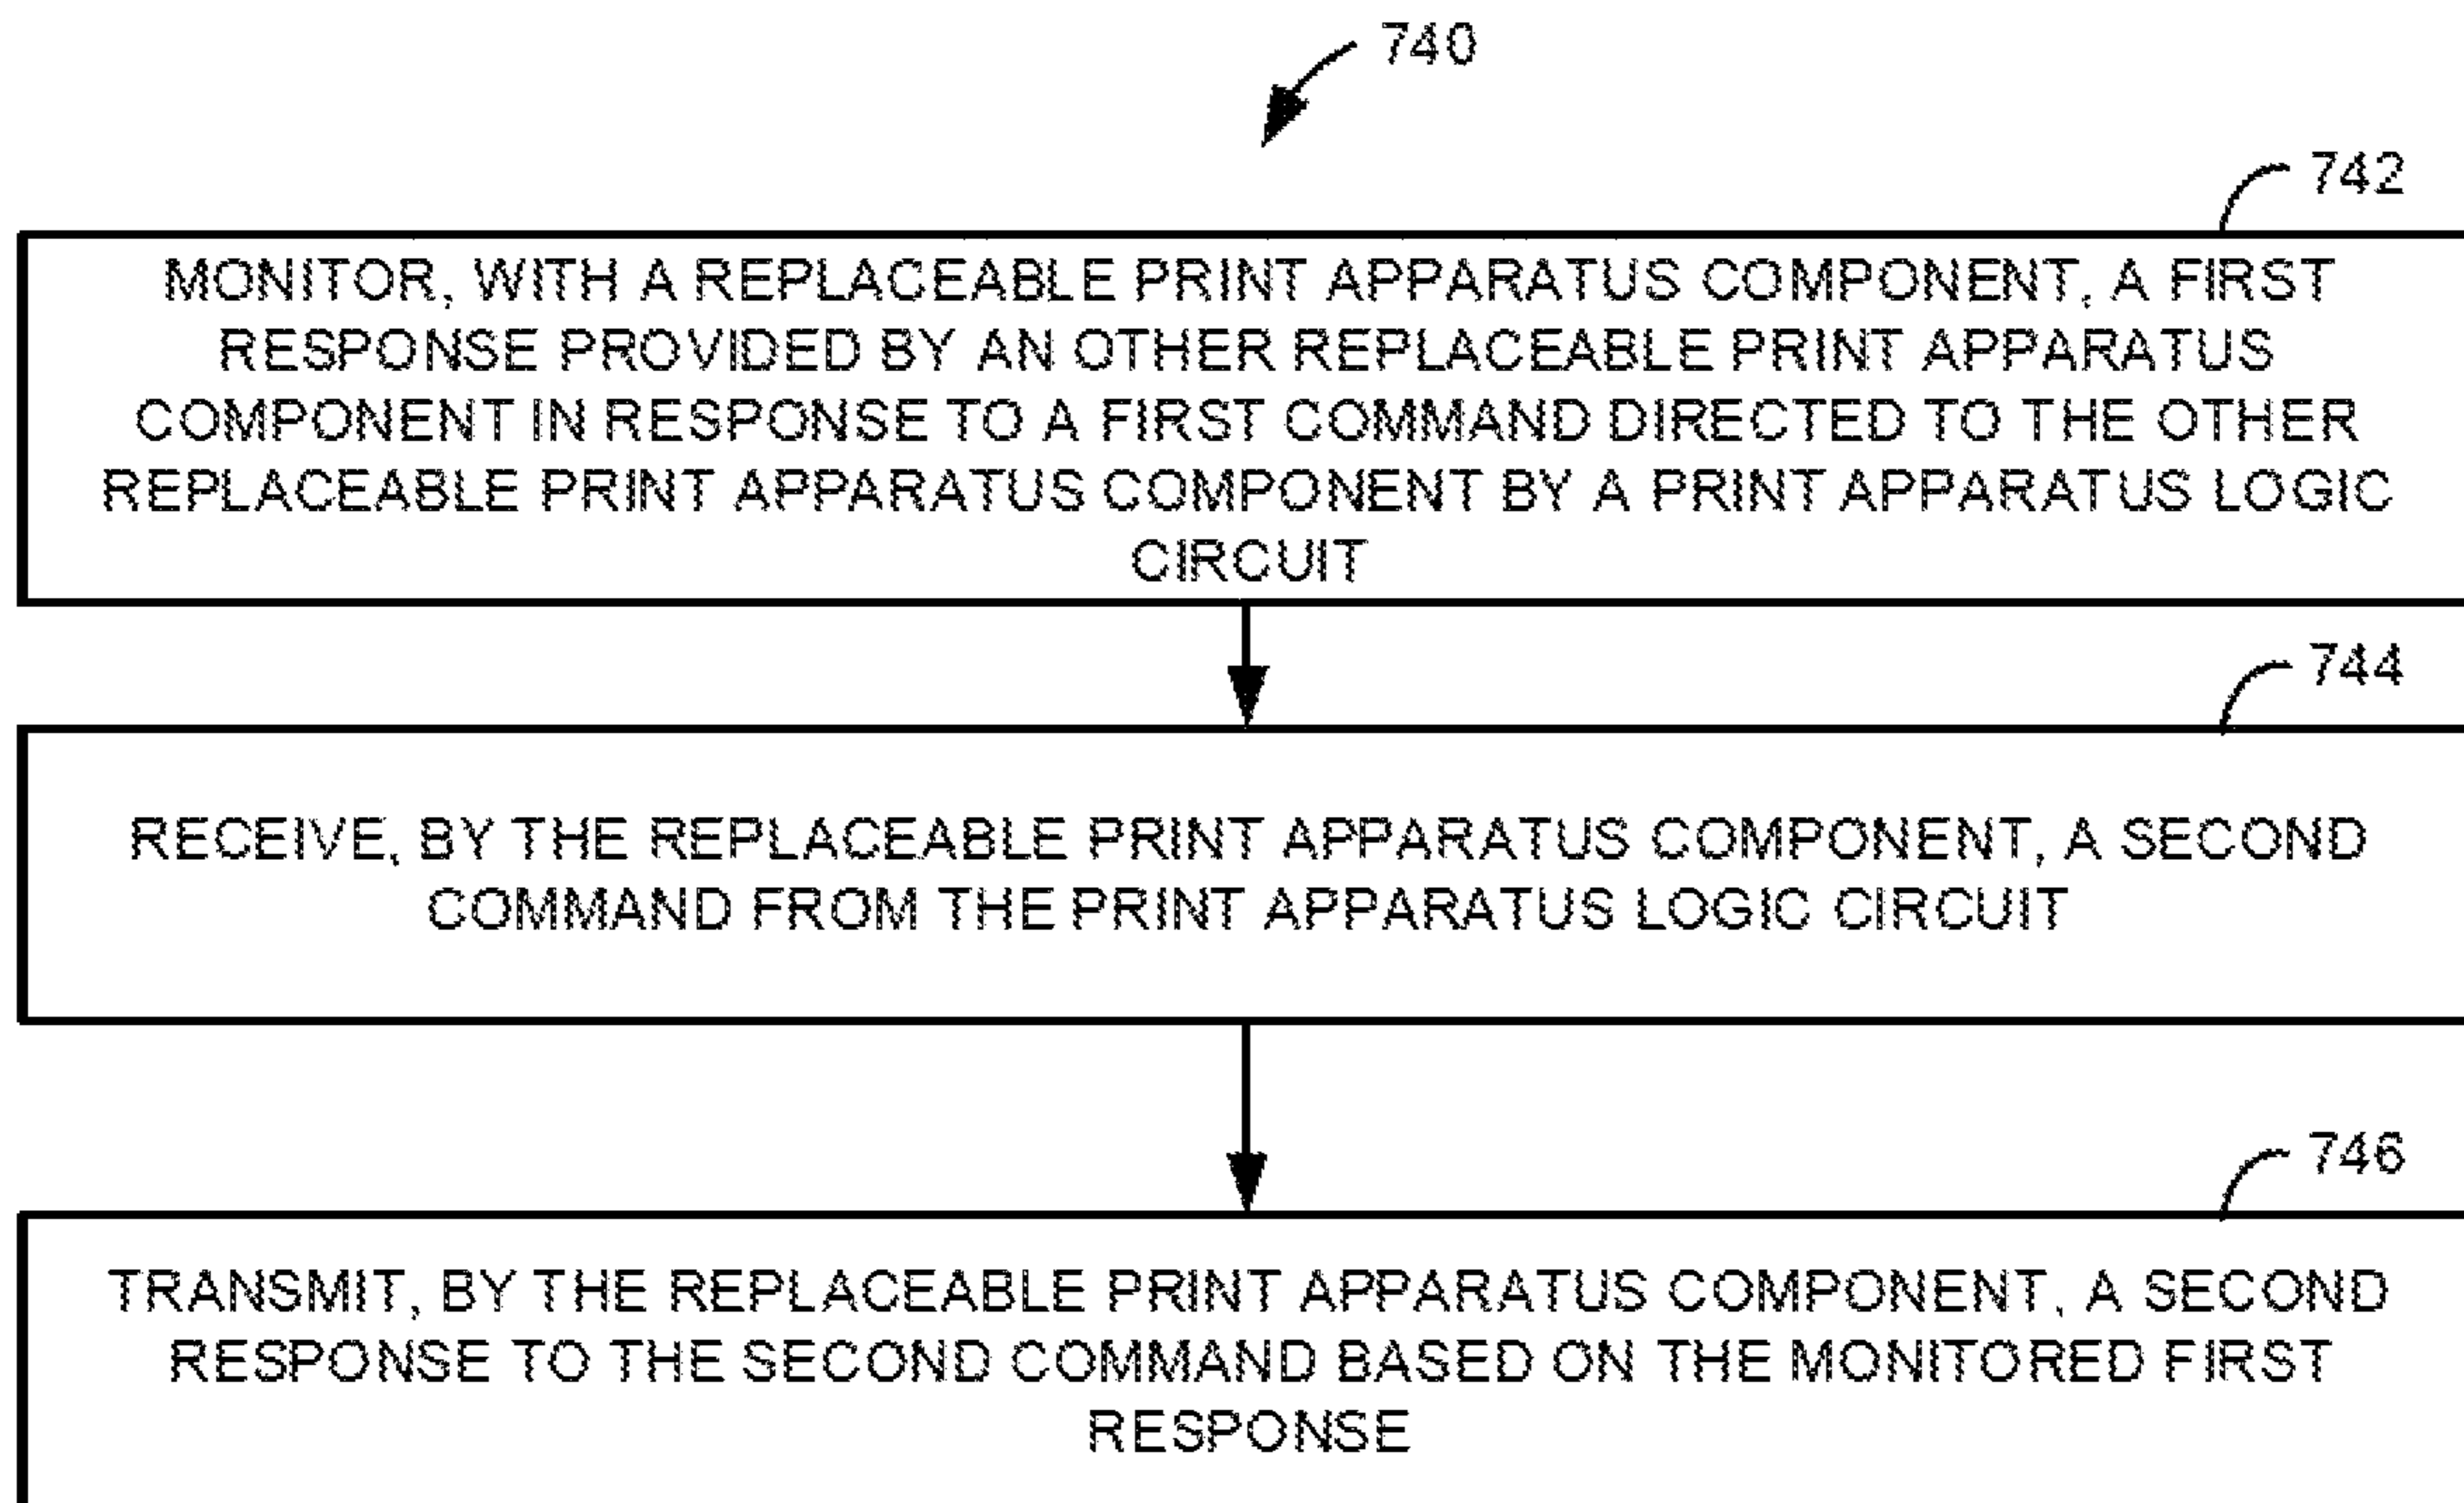 740
742
MONITOR, WITH A REPLACEABLE PRINT APPARATUS COMPONENT, A FIRST
RESPONSE PROVIDED BY AN OTHER REPLACEABLE PRINT APPARATUS
COMPONENT IN RESPONSE TO A FIRST COMMAND DIRECTED TO THE OTHER
REPLACEABLE PRINT APPARATUS COMPONENT BY A PRINT APPARATUS LOGIC
CIRCUIT
744
RECEIVE, BY THE REPLACEABLE PRINT APPARATUS COMPONENT, A SECOND
COMMAND FROM THE PRINT APPARATUS LOGIC CIRCUIT
746
TRANSMIT, BY THE REPLACEABLE PRINT APPARATUS COMPONENT, A SECOND
RESPONSE TO THE SECOND COMMAND BASED ON THE MONITORED FIRST
RESPONSE